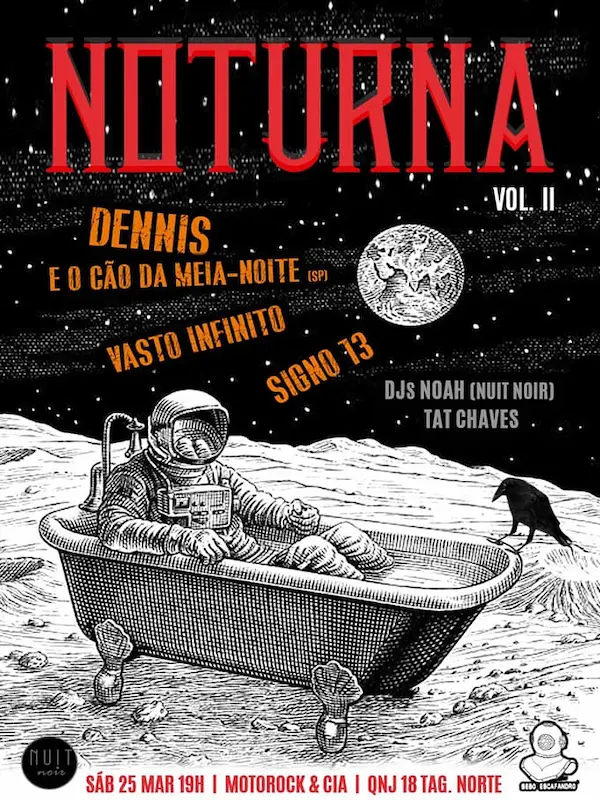 NOTURNA
VOL. II
DENNIS
E O CÃO DA MEIA-NOITE (SP)
VASTO INFINITO
SIGNO 13
DJs NOAH (NUIT NOIR)
TAT CHAVES
NUIT
noir
BEBO ESCAFANDRO
SÁB 25 MAR 19H | MOTOROCK & CIA | QNJ 18 TAG. NORTE